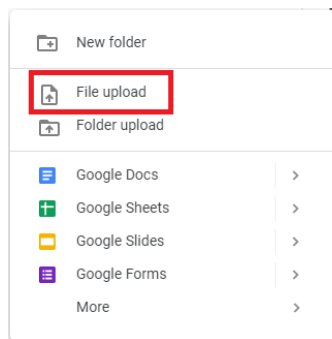 New folder
File upload
Folder upload
Google Docs
Google Sheets
Google Slides
Google Forms
More